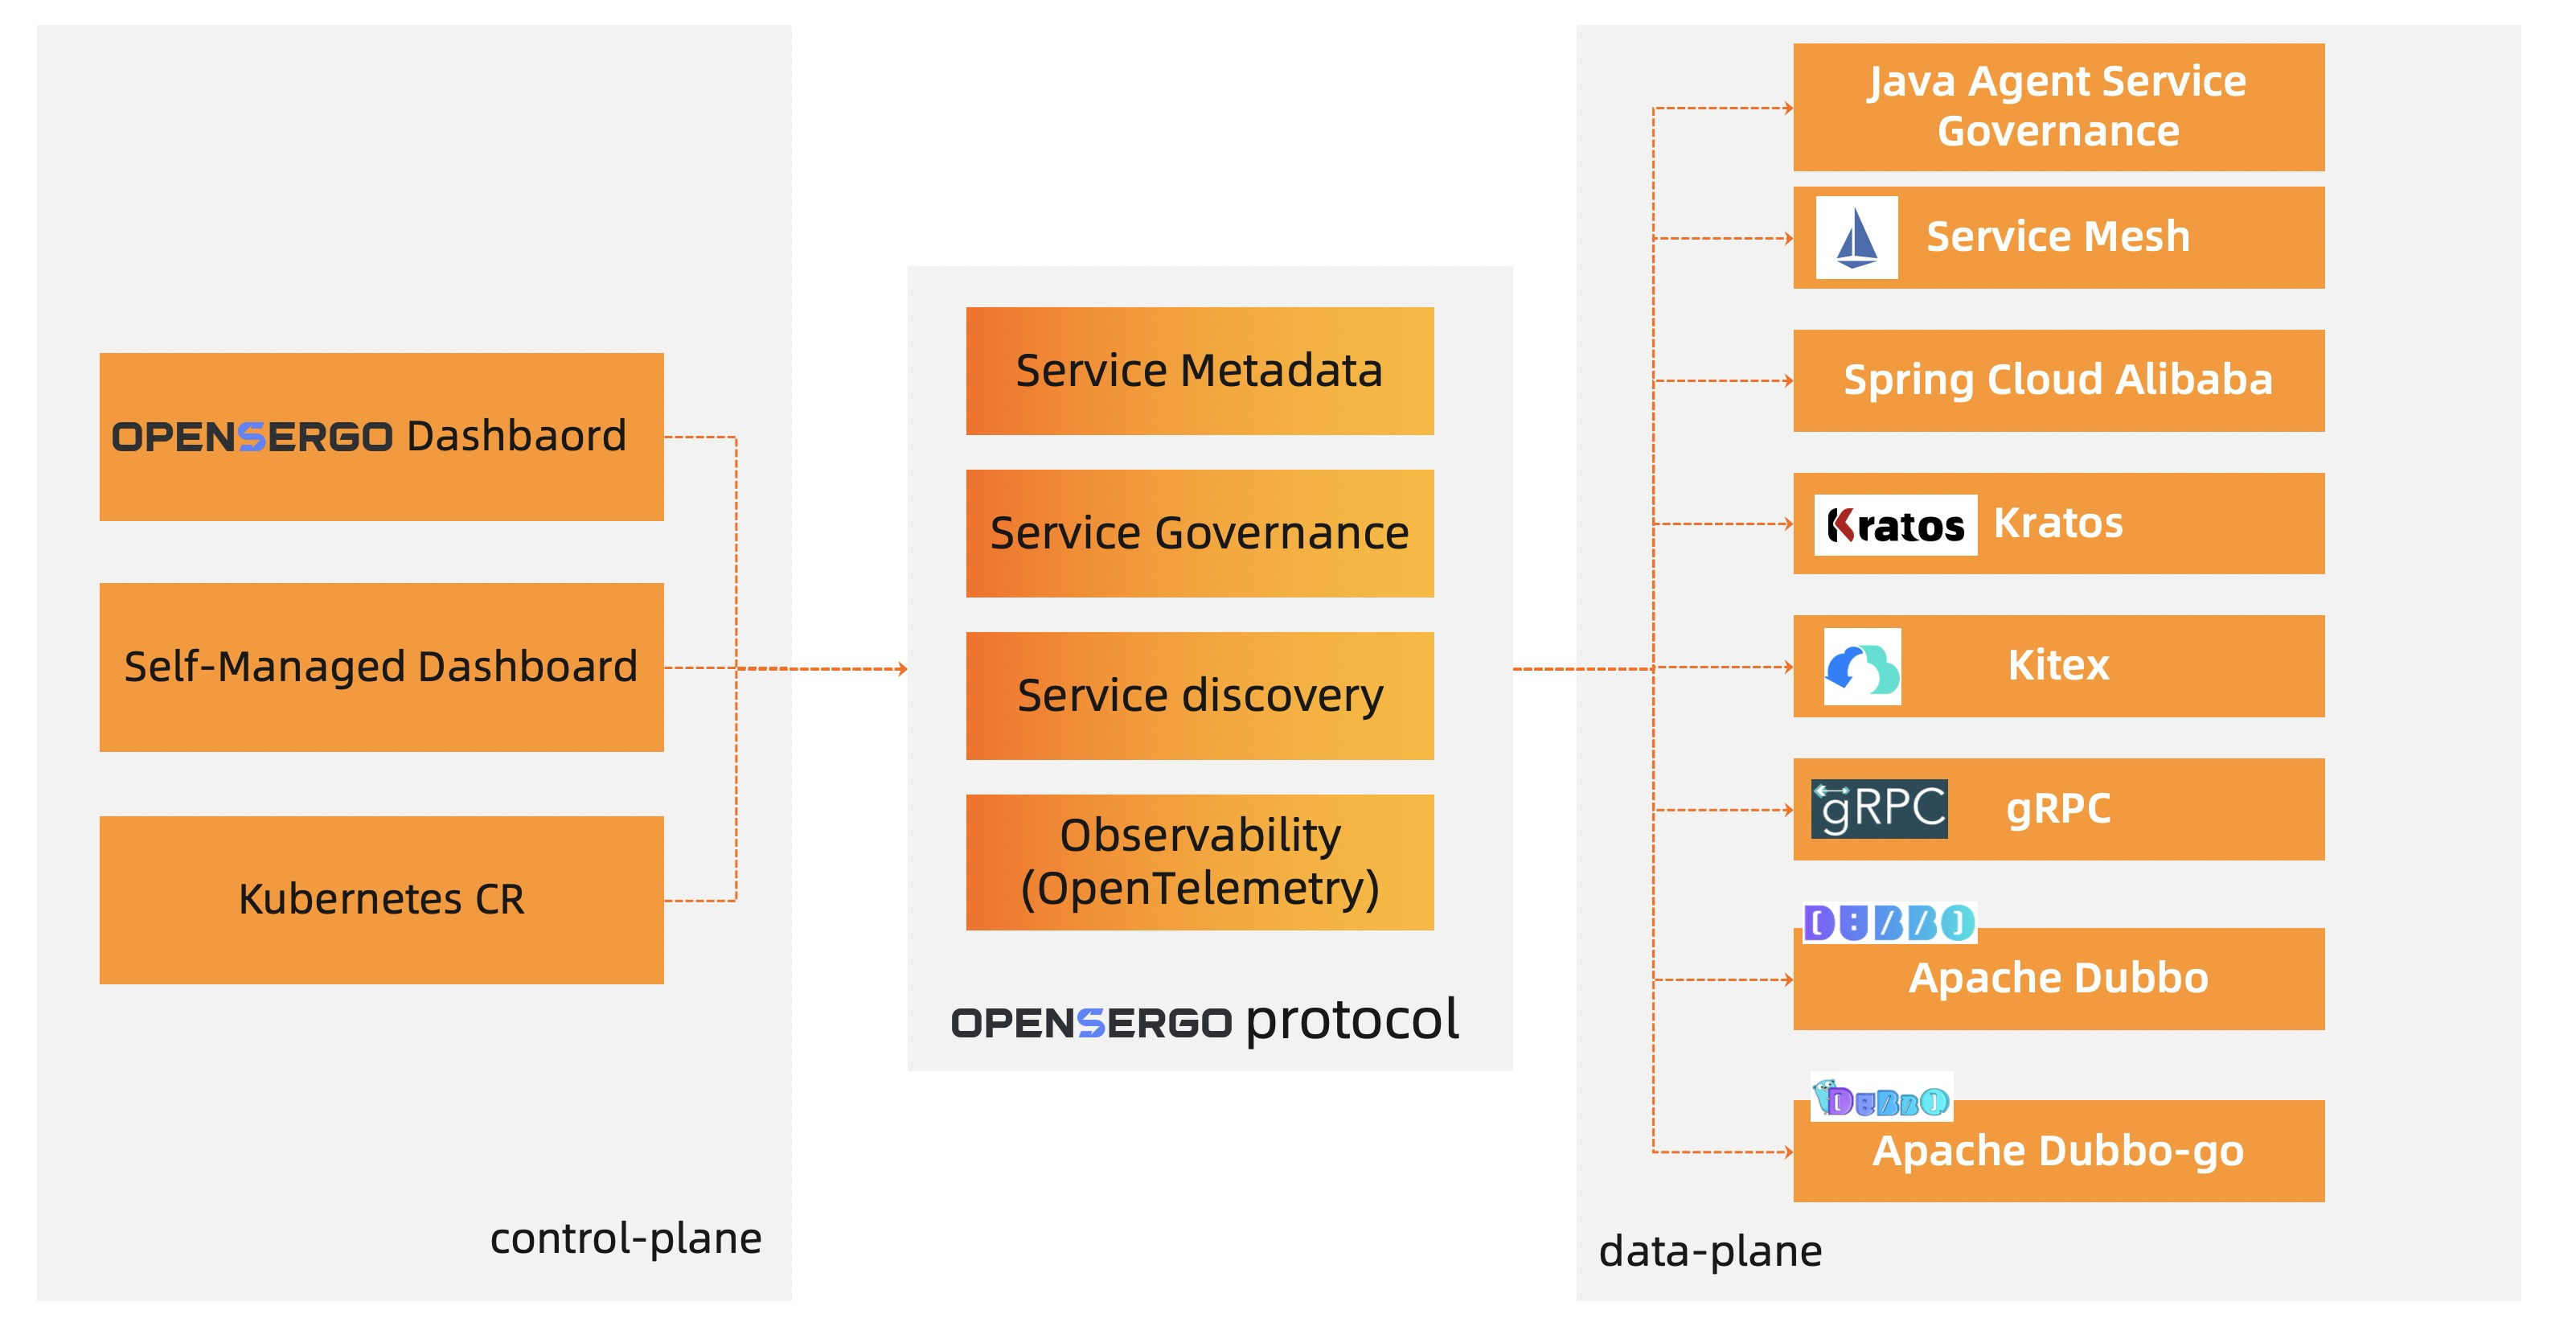 OPENSERGO Dashbaord
Self-Managed Dashboard
Kubernetes CR
control-plane
Service Metadata
Service Governance
Service discovery
Observability
(OpenTelemetry)
OPENSERGO protocol
Java Agent Service
Governance
Service Mesh
Spring Cloud Alibaba
Kratos Kratos
Kitex
gRPC gRPC
DUBBO
Apache Dubbo
DUBBO
Apache Dubbo-go
data-plane